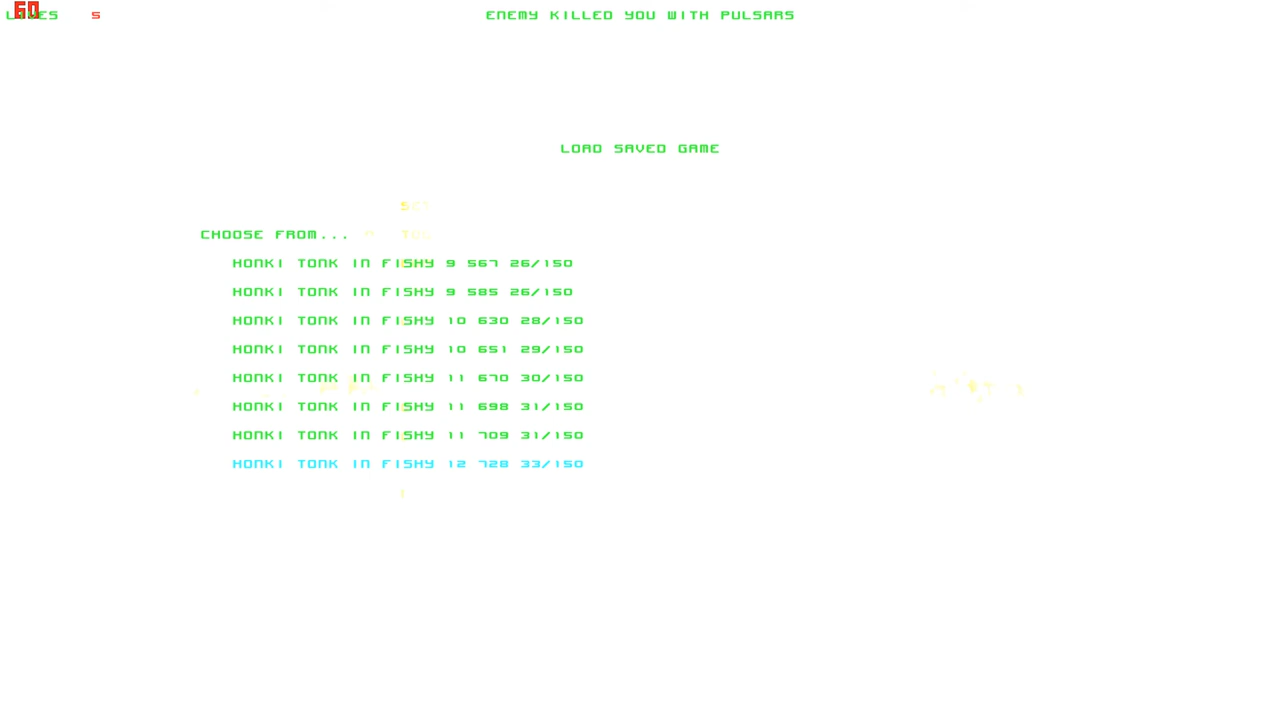 LIVES 5
60
ENEMY KILLED YOU WITH PULSARS
LOAD SAVED GAME
CHOOSE FROM...
HONKI TONK IN FISHY 9 567 26/150
HONKI TONK IN FISHY 9 585 26/150
HONKI TONK IN FISHY 10 630 28/150
HONKI TONK IN FISHY 10 651 29/150
HONKI TONK IN FISHY 11 670 30/150
HONKI TONK IN FISHY 11 698 31/150
HONKI TONK IN FISHY 11 709 31/150
HONKI TONK IN FISHY 12 728 33/150